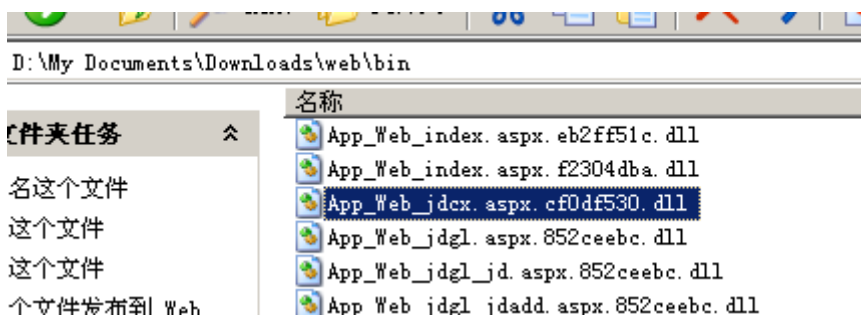 D:\My Documents\Downloads\web\bin
名称
文件夹任务
名这个文件
这个文件
这个文件
个文件发布到 Web
App_Web_index.aspx.eb2ff51c.dll
App_Web_index.aspx.f2304dba.dll
App_Web_jdcx.aspx.cf0df530.dll
App_Web_jdgl.aspx.852ceebc.dll
App_Web_jdgl_jd.aspx.852ceebc.dll
App_Web_jdgl_jdadd.aspx.852ceebc.dll